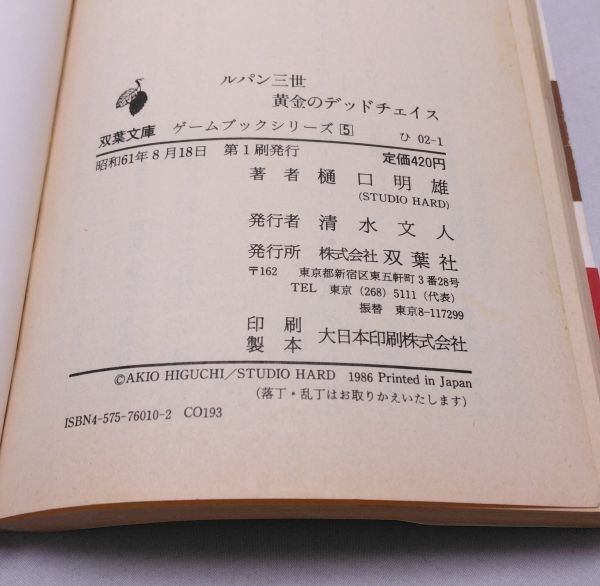 ルパン三世
黄金のデッドチェイス
双葉文庫 ゲームブックシリーズ 5 ひ 02-1
昭和61年8月18日 第1刷発行 定価420円
著者 樋口明雄
(STUDIO HARD)
発行者 清水文人
発行所 株式会社 双葉社
〒162 東京都新宿区東五軒町3番28号
TEL 東京 (268) 5111 (代表)
振替 東京8-117299
印刷
製本 大日本印刷株式会社
©AKIO HIGUCHI/STUDIO HARD 1986 Printed in Japan
(落丁・乱丁はお取りかえいたします)
ISBN4-575-76010-2 CO193